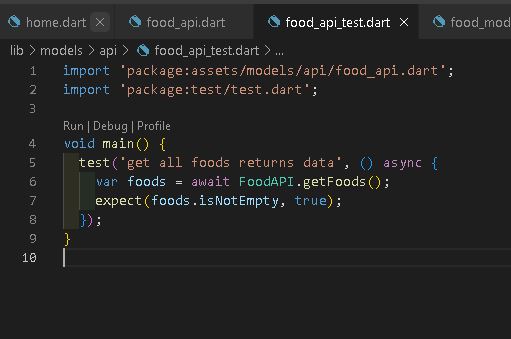 home.dart food_api.dart food_api_test.dart food_mod
lib > models > api > food_api_test.dart > ...
1 import 'package:assets/models/api/food_api.dart';
2 import 'package:test/test.dart';
3
Run | Debug | Profile
4 void main() {
5 test('get all foods returns data', () async {
6 var foods = await FoodAPI.getFoods();
7 expect(foods.isNotEmpty, true);
8 });
9 }
10